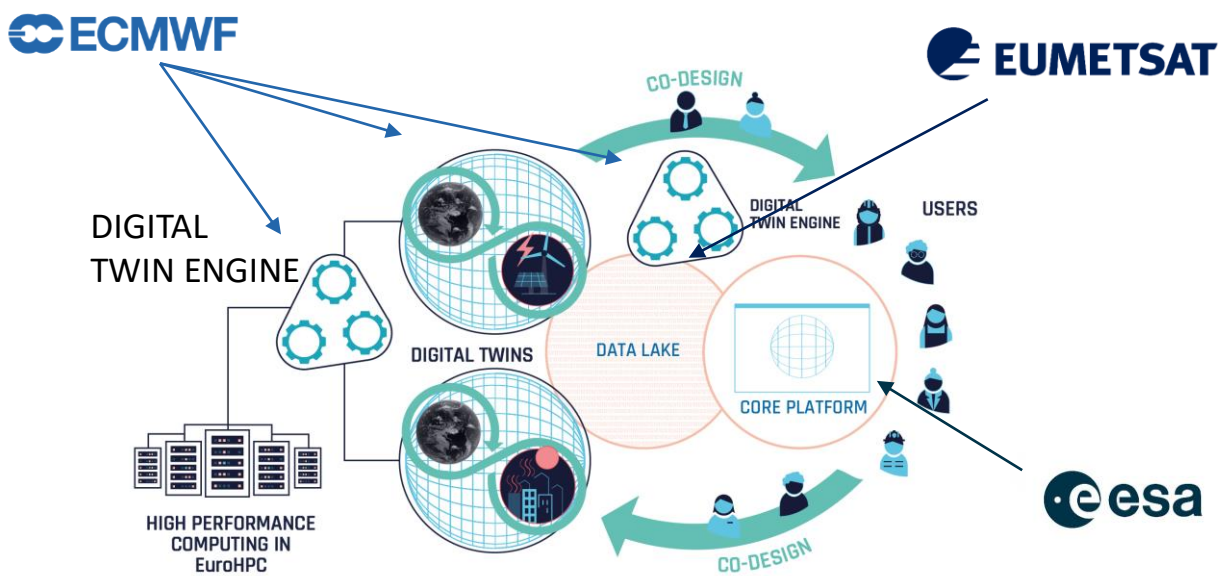 ECMWF
EUMETSAT
CO-DESIGN
DIGITAL
TWIN ENGINE
DIGITAL
TWIN ENGINE
USERS
DIGITAL TWINS
DATA LAKE
CORE PLATFORM
HIGH PERFORMANCE
COMPUTING IN
EuroHPC
CO-DESIGN
esa